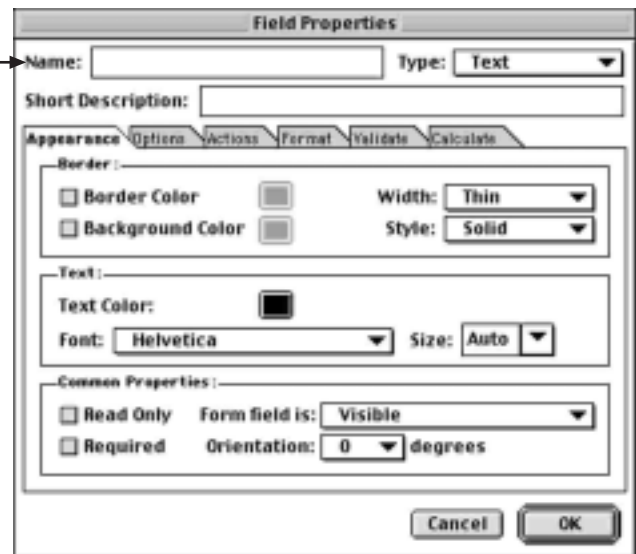 Field Properties
Name: Type: Text
Short Description:
Appearance Options Actions Format Validate Calculate
Border:
Border Color Width: Thin
Background Color Style: Solid
Text:
Text Color:
Font: Helvetica Size: Auto
Common Properties:
Read Only Form field is: Visible
Required Orientation: 0 degrees
Cancel OK